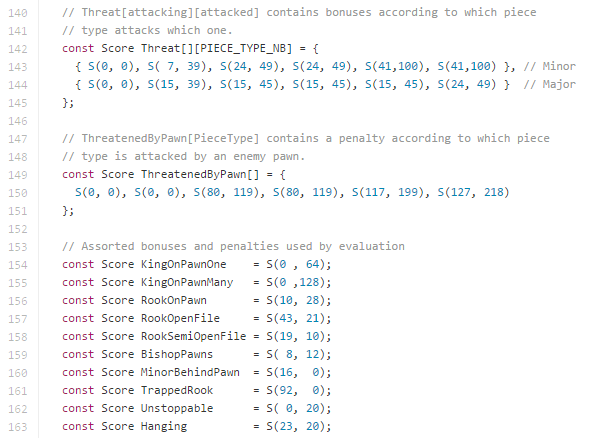 140 // Threat[attacking][attacked] contains bonuses according to which piece
141 // type attacks which one.
142 const Score Threat[][PIECE_TYPE_NB] = {
143 { S(0, 0), S( 7, 39), S(24, 49), S(24, 49), S(41,100), S(41,100) }, // Minor
144 { S(0, 0), S(15, 39), S(15, 45), S(15, 45), S(15, 45), S(24, 49) } // Major
145 };
146
147 // ThreatenedByPawn[PieceType] contains a penalty according to which piece
148 // type is attacked by an enemy pawn.
149 const Score ThreatenedByPawn[] = {
150 S(0, 0), S(0, 0), S(80, 119), S(80, 119), S(117, 199), S(127, 218)
151 };
152
153 // Assorted bonuses and penalties used by evaluation
154 const Score KingOnPawnOne = S(0 , 64);
155 const Score KingOnPawnMany = S(0 ,128);
156 const Score RookOnPawn = S(10, 28);
157 const Score RookOpenFile = S(43, 21);
158 const Score RookSemiOpenFile = S(19, 10);
159 const Score BishopPawns = S( 8, 12);
160 const Score MinorBehindPawn = S(16, 0);
161 const Score TrappedRook = S(92, 0);
162 const Score Unstoppable = S( 0, 20);
163 const Score Hanging = S(23, 20);